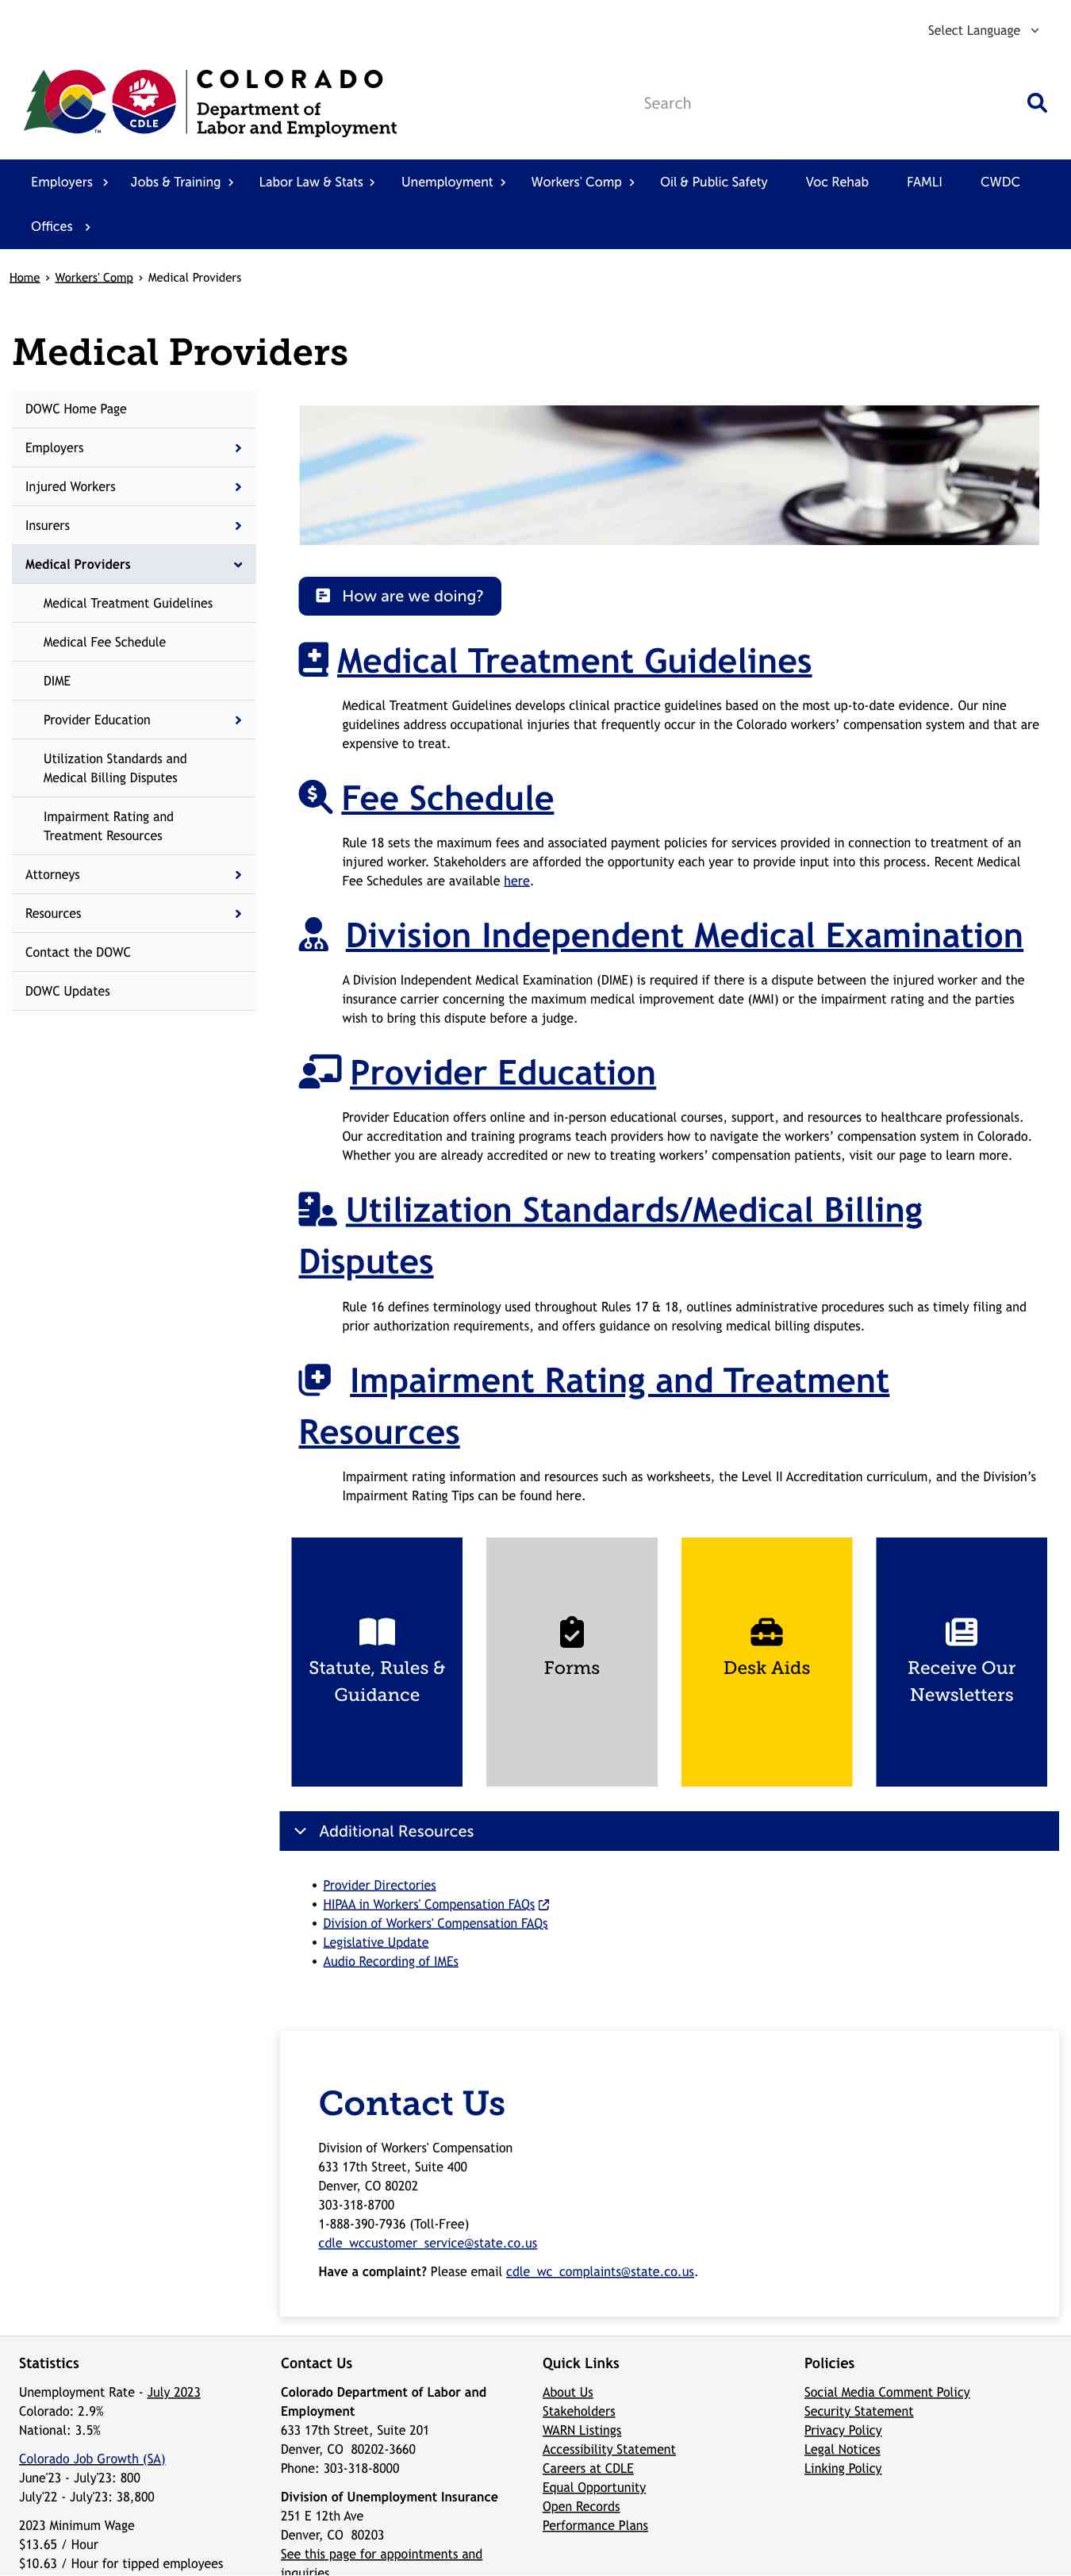 Select Language
COLORADO
Department of
Labor and Employment
CDLE
TM
Search
Employers
Jobs & Training
Labor Law & Stats
Unemployment
Workers' Comp
Oil & Public Safety
Voc Rehab
FAMLI
CWDC
Offices
Home › Workers' Comp › Medical Providers
Medical Providers
DOWC Home Page
Employers
Injured Workers
Insurers
Medical Providers
Medical Treatment Guidelines
Medical Fee Schedule
DIME
Provider Education
Utilization Standards and
Medical Billing Disputes
Impairment Rating and
Treatment Resources
Attorneys
Resources
Contact the DOWC
DOWC Updates
How are we doing?
Medical Treatment Guidelines
Medical Treatment Guidelines develops clinical practice guidelines based on the most up-to-date evidence. Our nine
guidelines address occupational injuries that frequently occur in the Colorado workers’ compensation system and that are
expensive to treat.
Fee Schedule
Rule 18 sets the maximum fees and associated payment policies for services provided in connection to treatment of an
injured worker. Stakeholders are afforded the opportunity each year to provide input into this process. Recent Medical
Fee Schedules are available here.
Division Independent Medical Examination
A Division Independent Medical Examination (DIME) is required if there is a dispute between the injured worker and the
insurance carrier concerning the maximum medical improvement date (MMI) or the impairment rating and the parties
wish to bring this dispute before a judge.
Provider Education
Provider Education offers online and in-person educational courses, support, and resources to healthcare professionals.
Our accreditation and training programs teach providers how to navigate the workers’ compensation system in Colorado.
Whether you are already accredited or new to treating workers’ compensation patients, visit our page to learn more.
Utilization Standards/Medical Billing
Disputes
Rule 16 defines terminology used throughout Rules 17 & 18, outlines administrative procedures such as timely filing and
prior authorization requirements, and offers guidance on resolving medical billing disputes.
Impairment Rating and Treatment
Resources
Impairment rating information and resources such as worksheets, the Level II Accreditation curriculum, and the Division’s
Impairment Rating Tips can be found here.
Statute, Rules &
Guidance
Forms
Desk Aids
Receive Our
Newsletters
Additional Resources
• Provider Directories
• HIPAA in Workers' Compensation FAQs
• Division of Workers' Compensation FAQs
• Legislative Update
• Audio Recording of IMEs
Contact Us
Division of Workers' Compensation
633 17th Street, Suite 400
Denver, CO 80202
303-318-8700
1-888-390-7936 (Toll-Free)
cdle_wccustomer_service@state.co.us
Have a complaint? Please email cdle_wc_complaints@state.co.us.
Statistics
Unemployment Rate - July 2023
Colorado: 2.9%
National: 3.5%
Colorado Job Growth (SA)
June'23 - July'23: 800
July'22 - July'23: 38,800
2023 Minimum Wage
$13.65 / Hour
$10.63 / Hour for tipped employees
Contact Us
Colorado Department of Labor and
Employment
633 17th Street, Suite 201
Denver, CO 80202-3660
Phone: 303-318-8000
Division of Unemployment Insurance
251 E 12th Ave
Denver, CO 80203
See this page for appointments and
inquiries
Quick Links
About Us
Stakeholders
WARN Listings
Accessibility Statement
Careers at CDLE
Equal Opportunity
Open Records
Performance Plans
Policies
Social Media Comment Policy
Security Statement
Privacy Policy
Legal Notices
Linking Policy